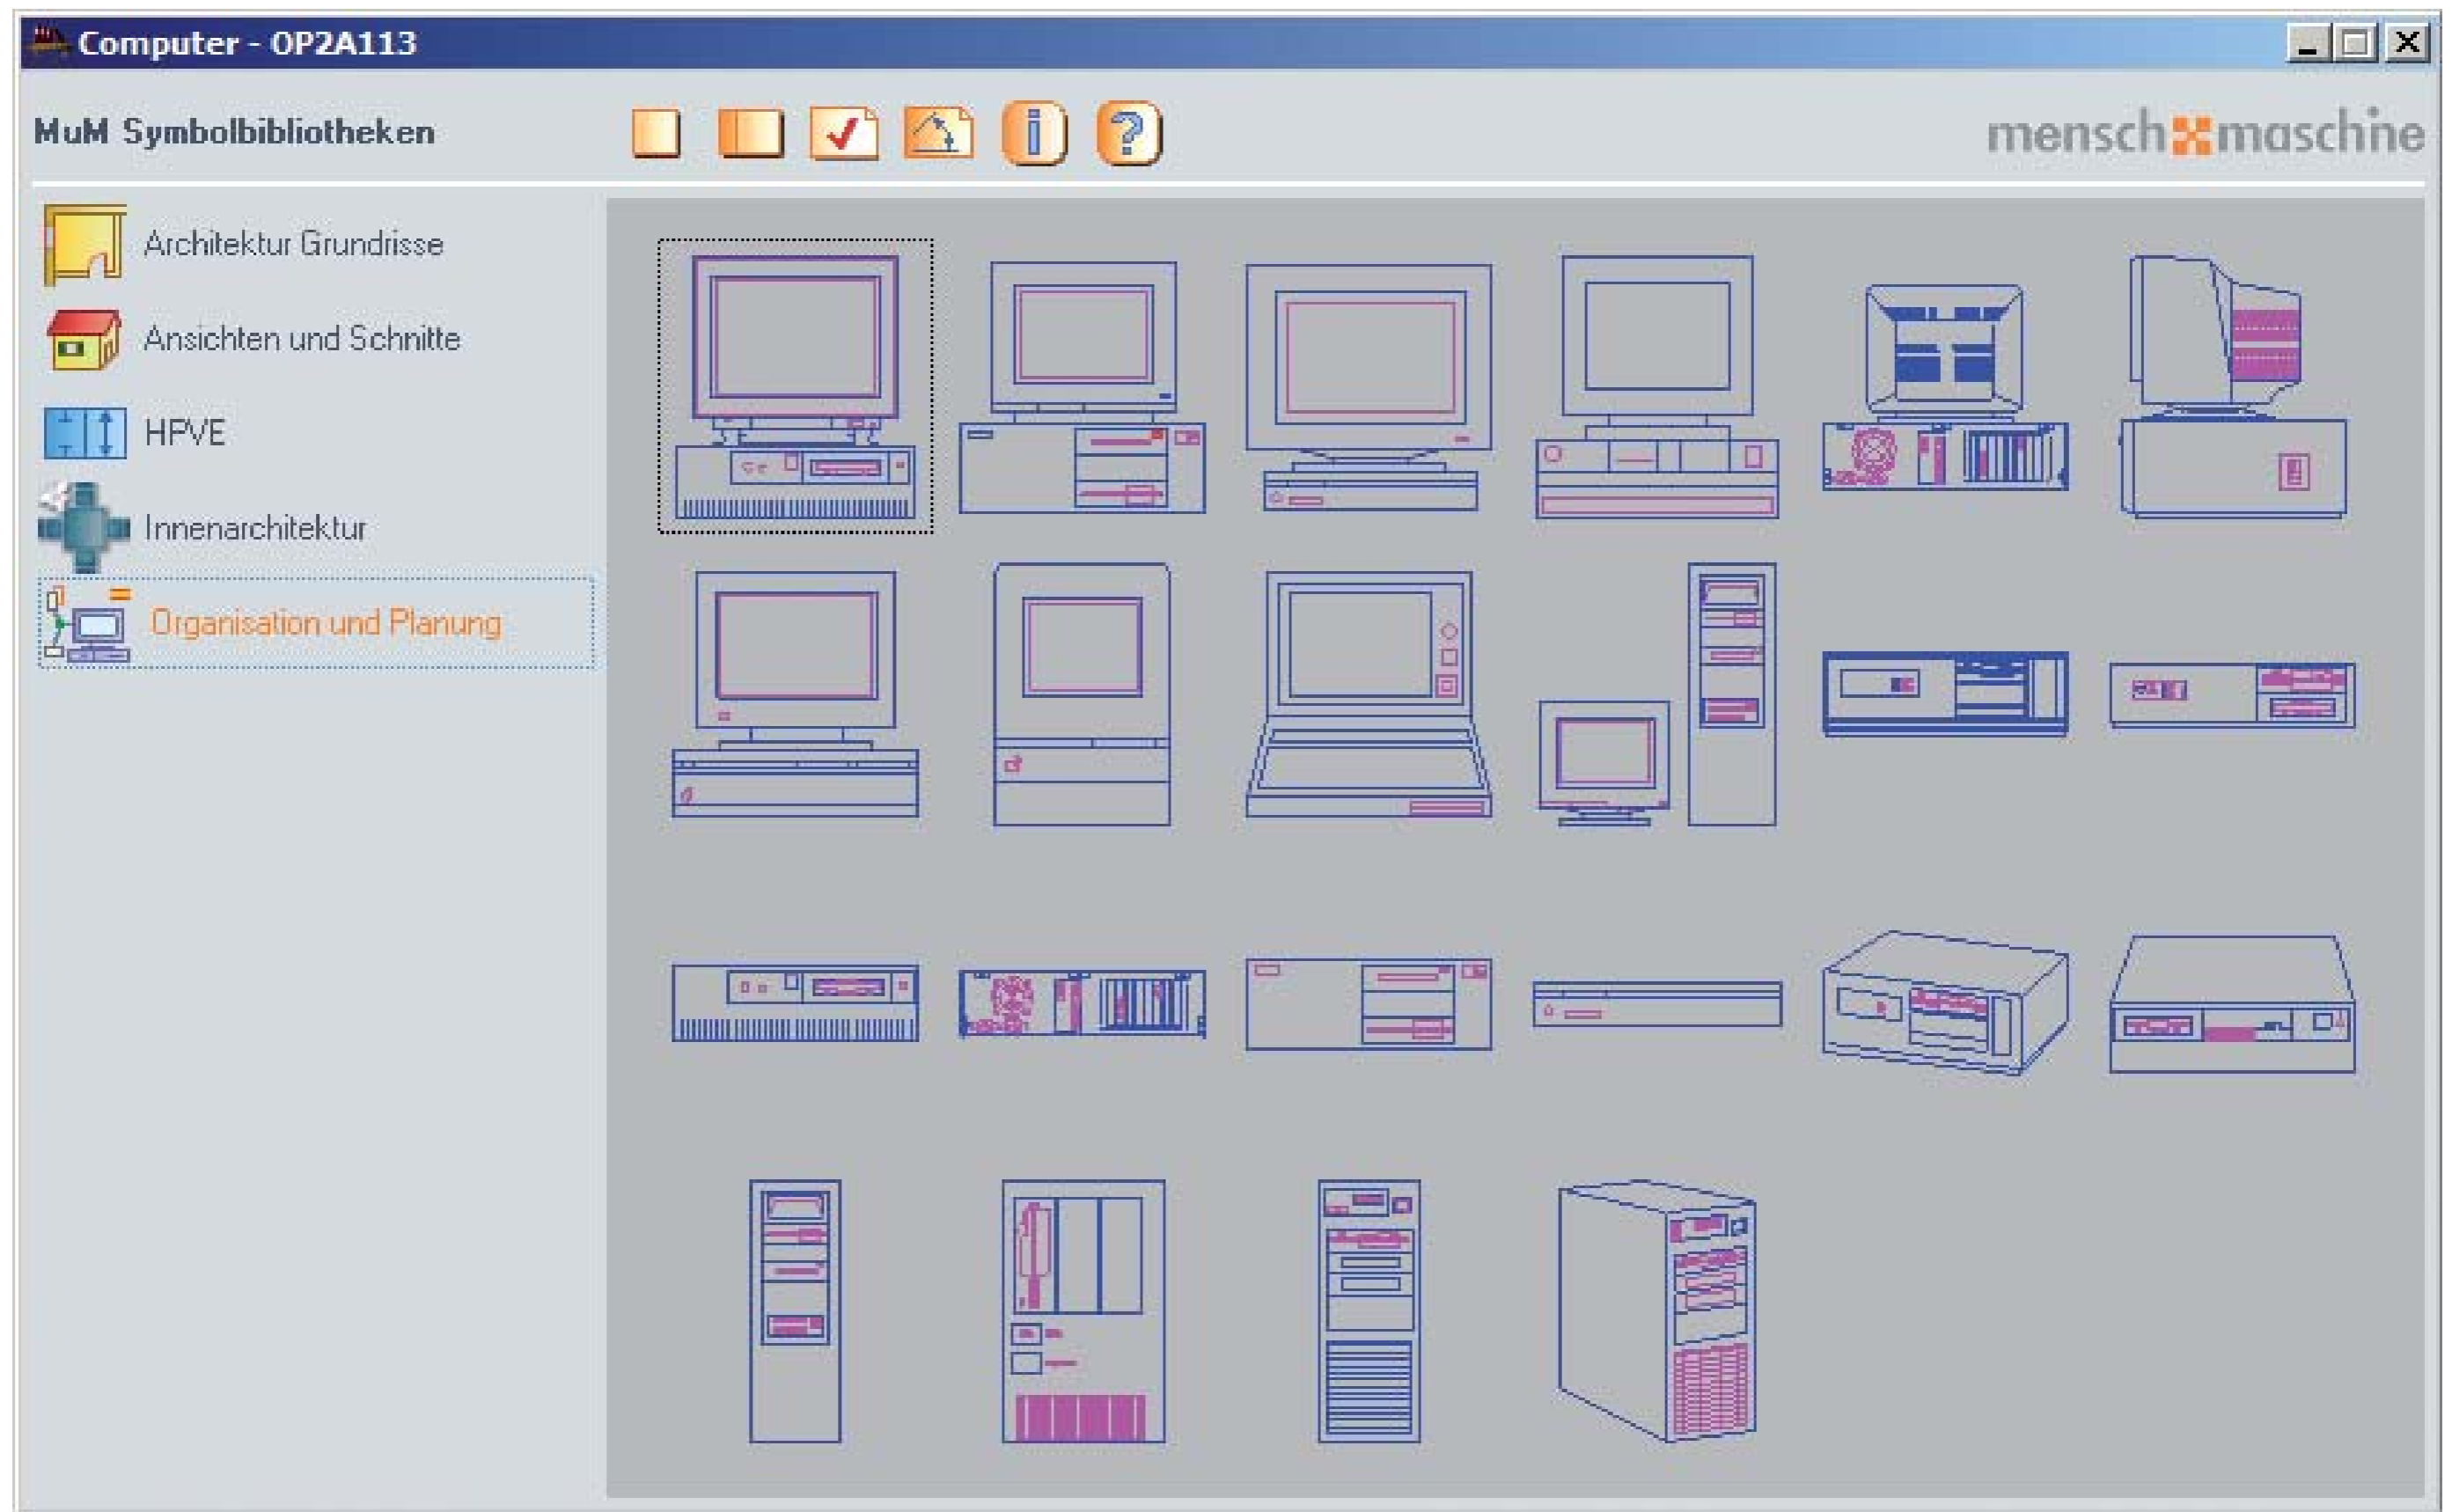 Computer - OP2A113
MuM Symbolbibliotheken
mensch maschine
Architektur Grundrisse
Ansichten und Schnitte
HPVE
Innenarchitektur
Organisation und Planung